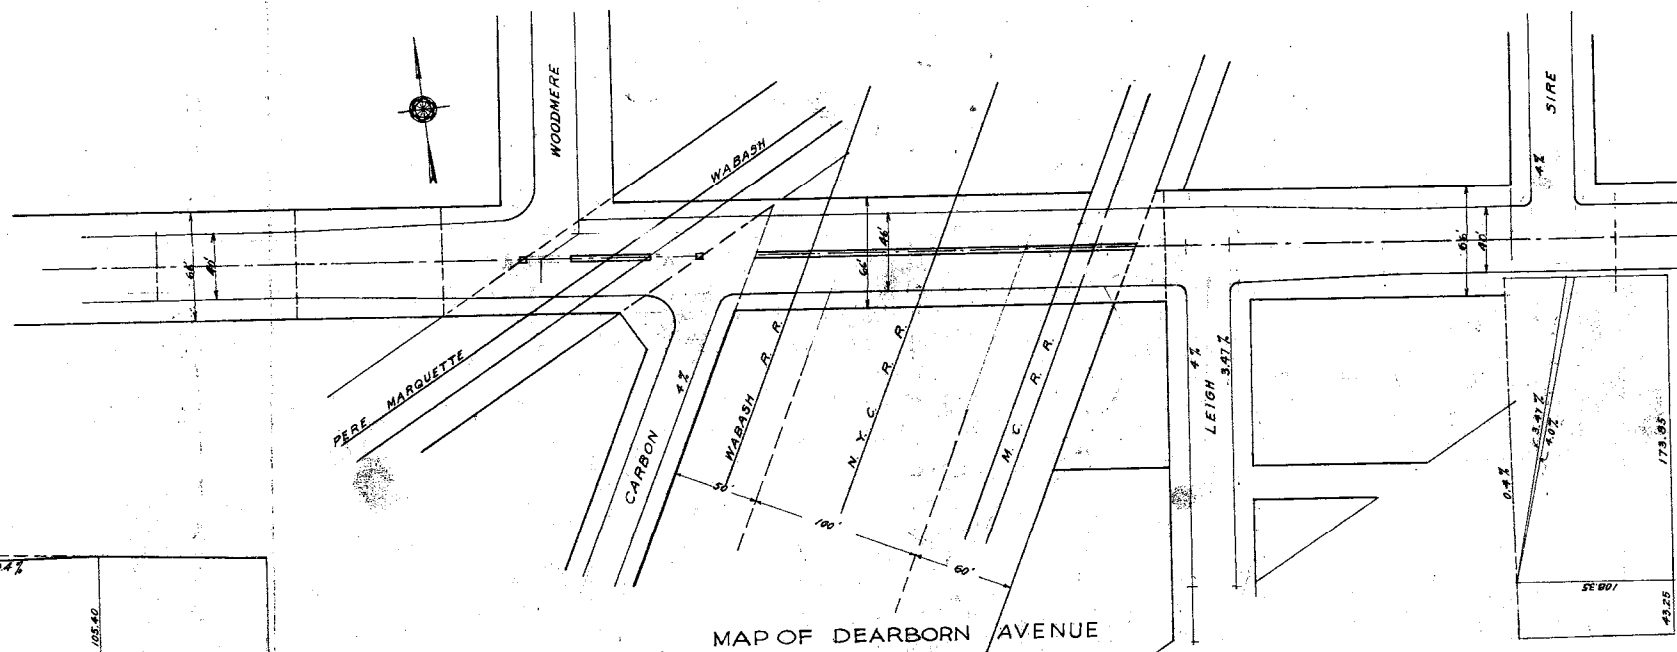 WOODMERE
WABASH
SIRE
4%
66'
40'
46'
66'
66'
40'
PERE MARQUETTE
CARBON
4%
WABASH R. R.
N. Y. C. R. R.
M. C. R. R.
4%
LEIGH
3.47%
3.47%
4.0%
0.4%
173.85
50'
100'
60'
0.4%
105.40
108.35
43.25
MAP OF DEARBORN AVENUE